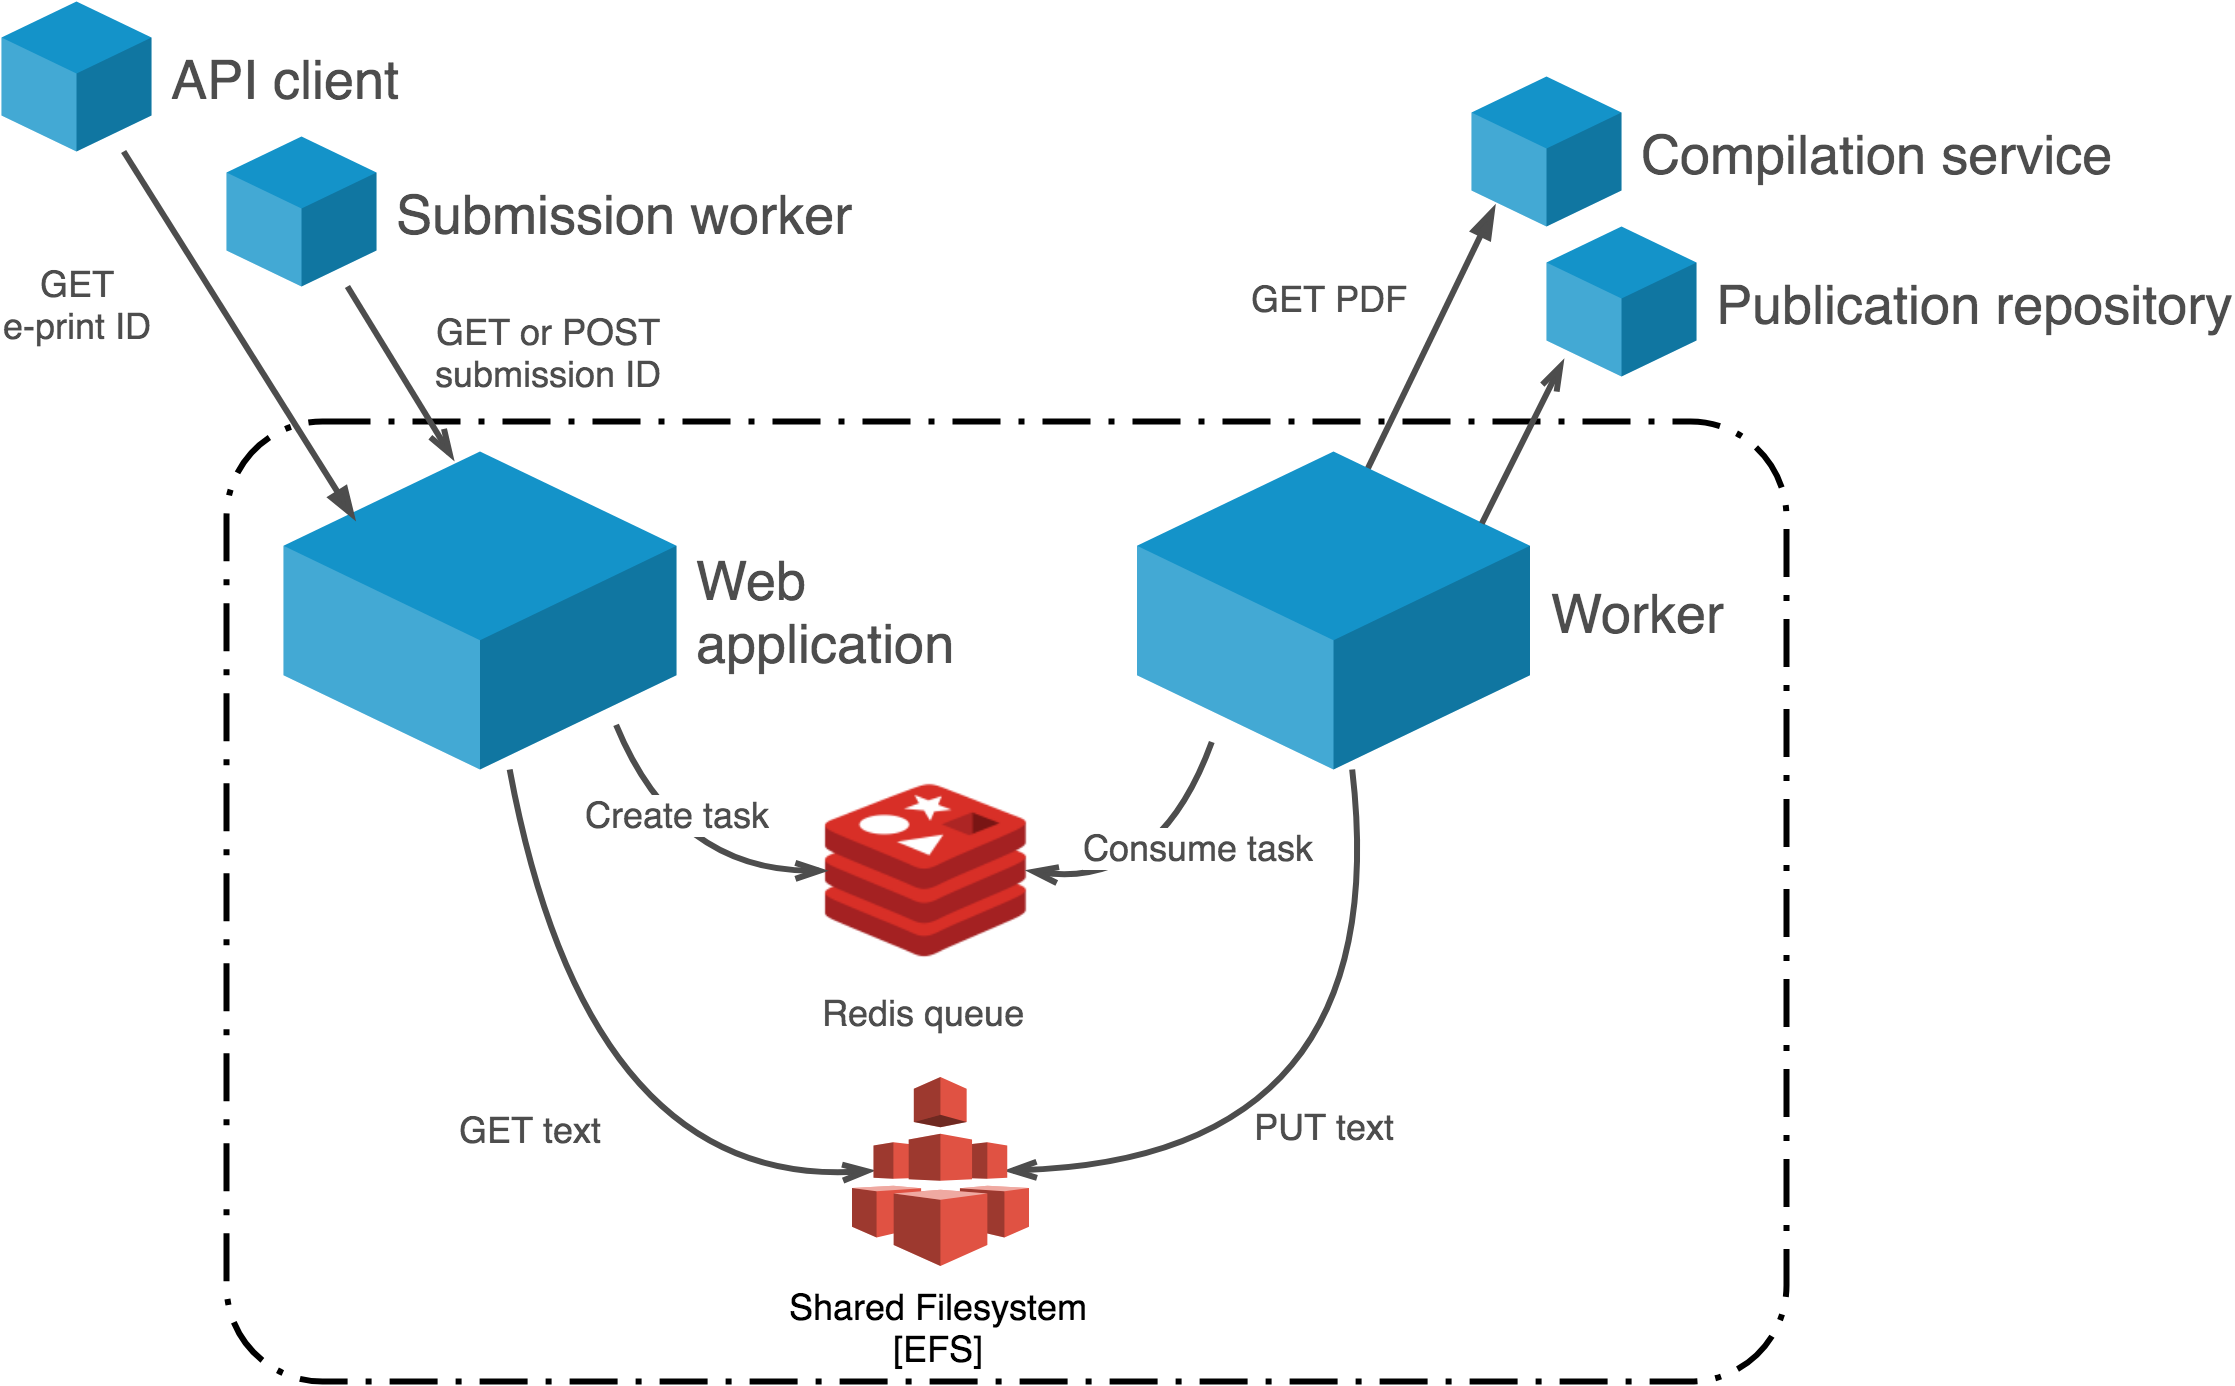 API client
Submission worker
GET
e-print ID
GET or POST
submission ID
Compilation service
Publication repository
GET PDF
Web
application
Worker
Create task
Consume task
Redis queue
GET text
PUT text
Shared Filesystem
[EFS]